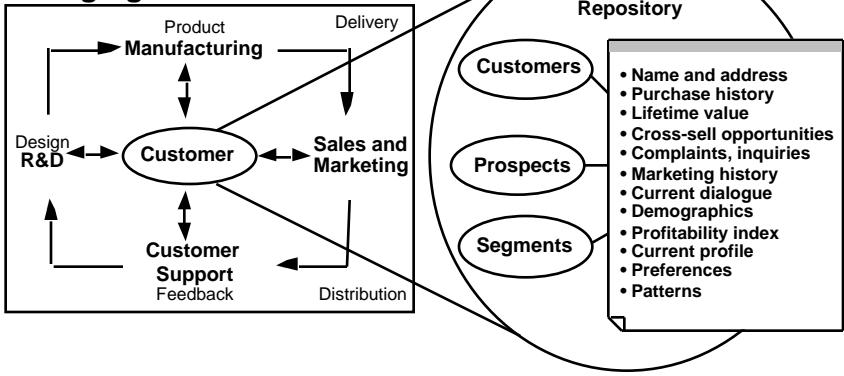 Product
Manufacturing
Delivery
Design
R&D
Customer
Sales and
Marketing
Customer
Support
Feedback
Distribution
Repository
Customers
Prospects
Segments
• Name and address
• Purchase history
• Lifetime value
• Cross-sell opportunities
• Complaints, inquiries
• Marketing history
• Current dialogue
• Demographics
• Profitability index
• Current profile
• Preferences
• Patterns